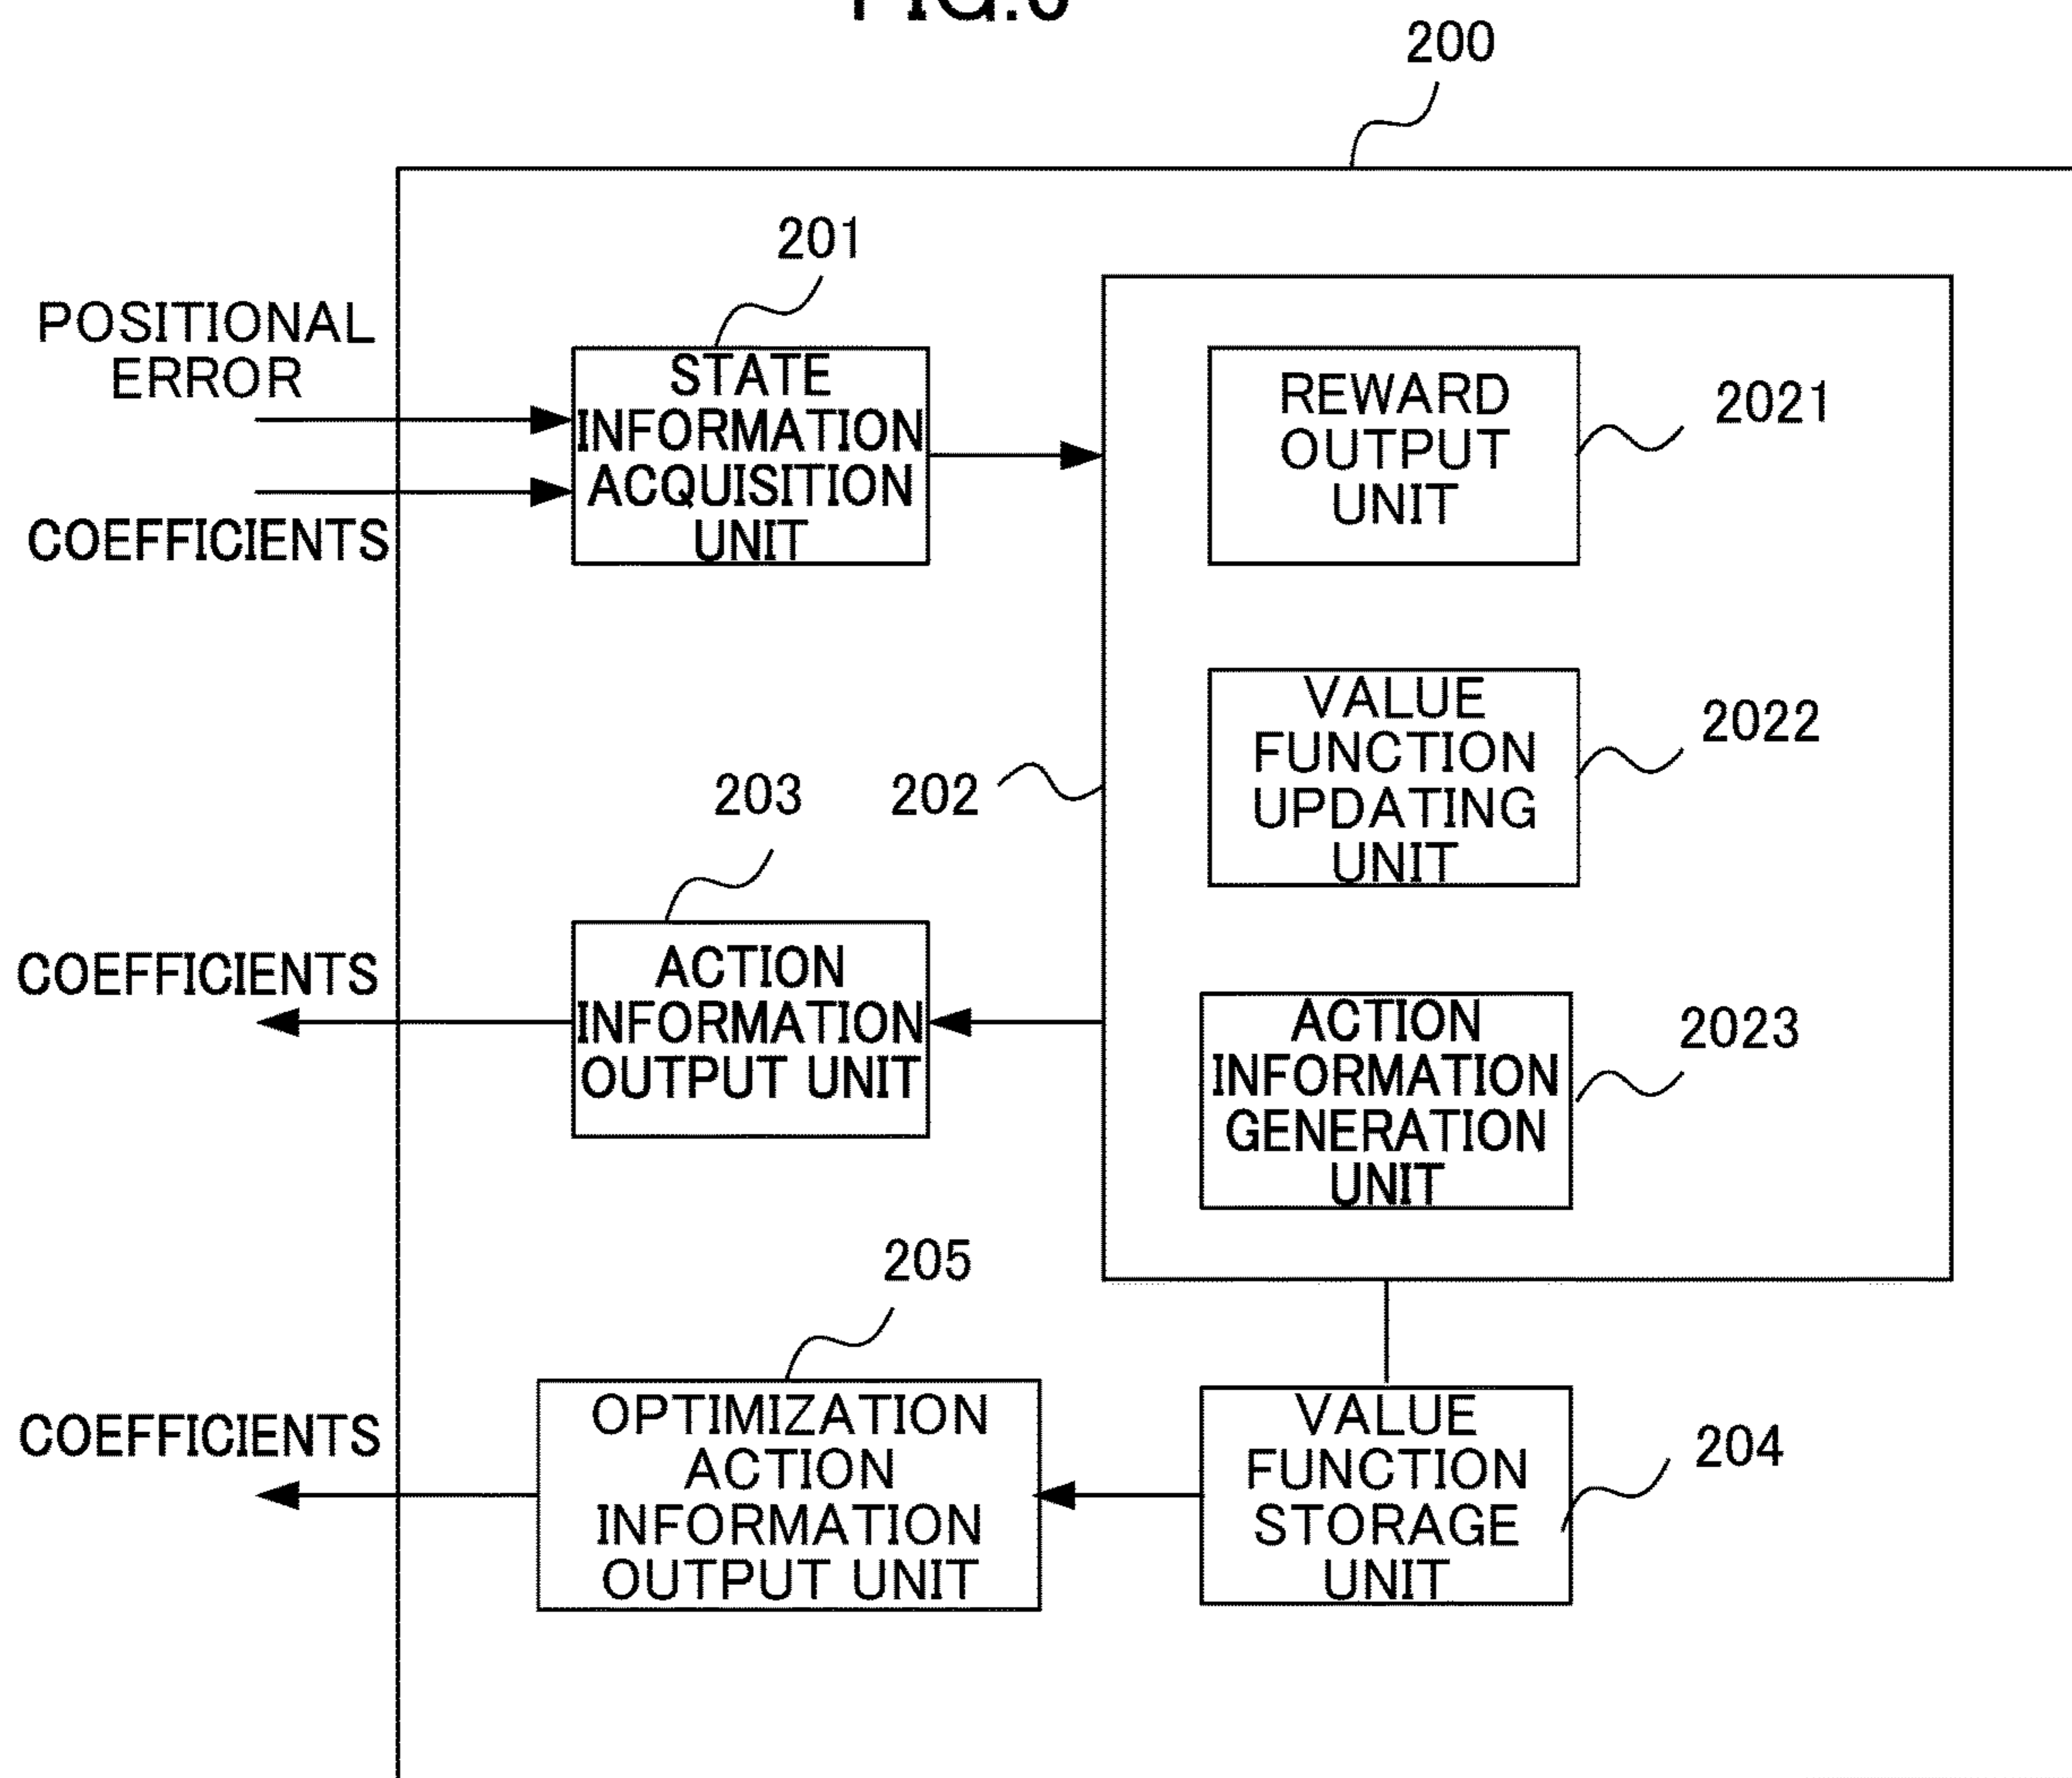 200
201
POSITIONAL
ERROR
COEFFICIENTS
STATE
INFORMATION
ACQUISITION
UNIT
REWARD
OUTPUT
UNIT
2021
VALUE
FUNCTION
UPDATING
UNIT
2022
203
202
COEFFICIENTS
ACTION
INFORMATION
OUTPUT UNIT
ACTION
INFORMATION
GENERATION
UNIT
2023
205
COEFFICIENTS
OPTIMIZATION
ACTION
INFORMATION
OUTPUT UNIT
VALUE
FUNCTION
STORAGE
UNIT
204